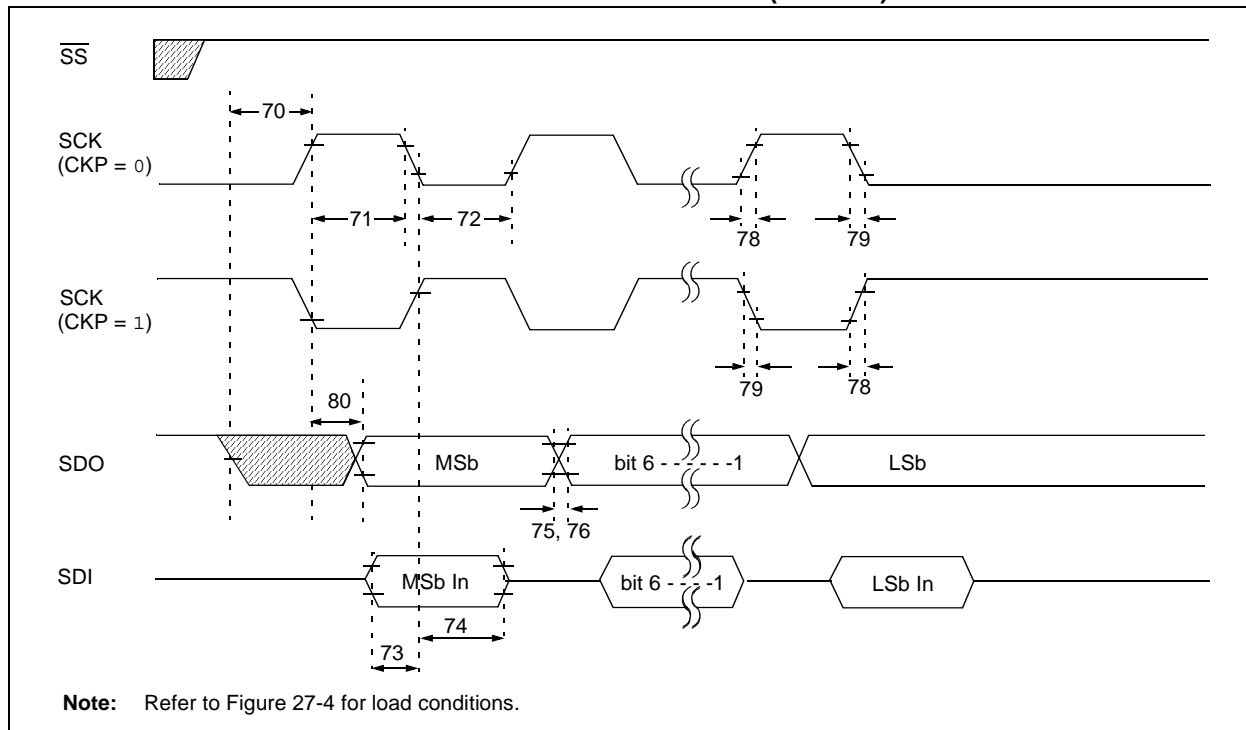 SS
70
SCK
(CKP = 0)
71
72
78
79
SCK
(CKP = 1)
79
78
80
SDO
MSb
bit 6 - - - - - -1
LSb
75, 76
SDI
MSb In
bit 6 - - - -1
LSb In
74
73
Note: Refer to Figure 27-4 for load conditions.